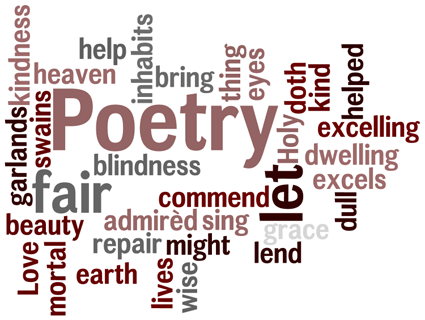 kindness
help
inhabits
thing
eyes
heaven
bring
doth
kind
helped
Poetry
garlands
swains
Holy
excelling
dwelling
blindness
excels
fair
commend
let
dull
beauty
admirèd
sing
grace
repair
might
lend
Love
mortal
earth
lives
wise